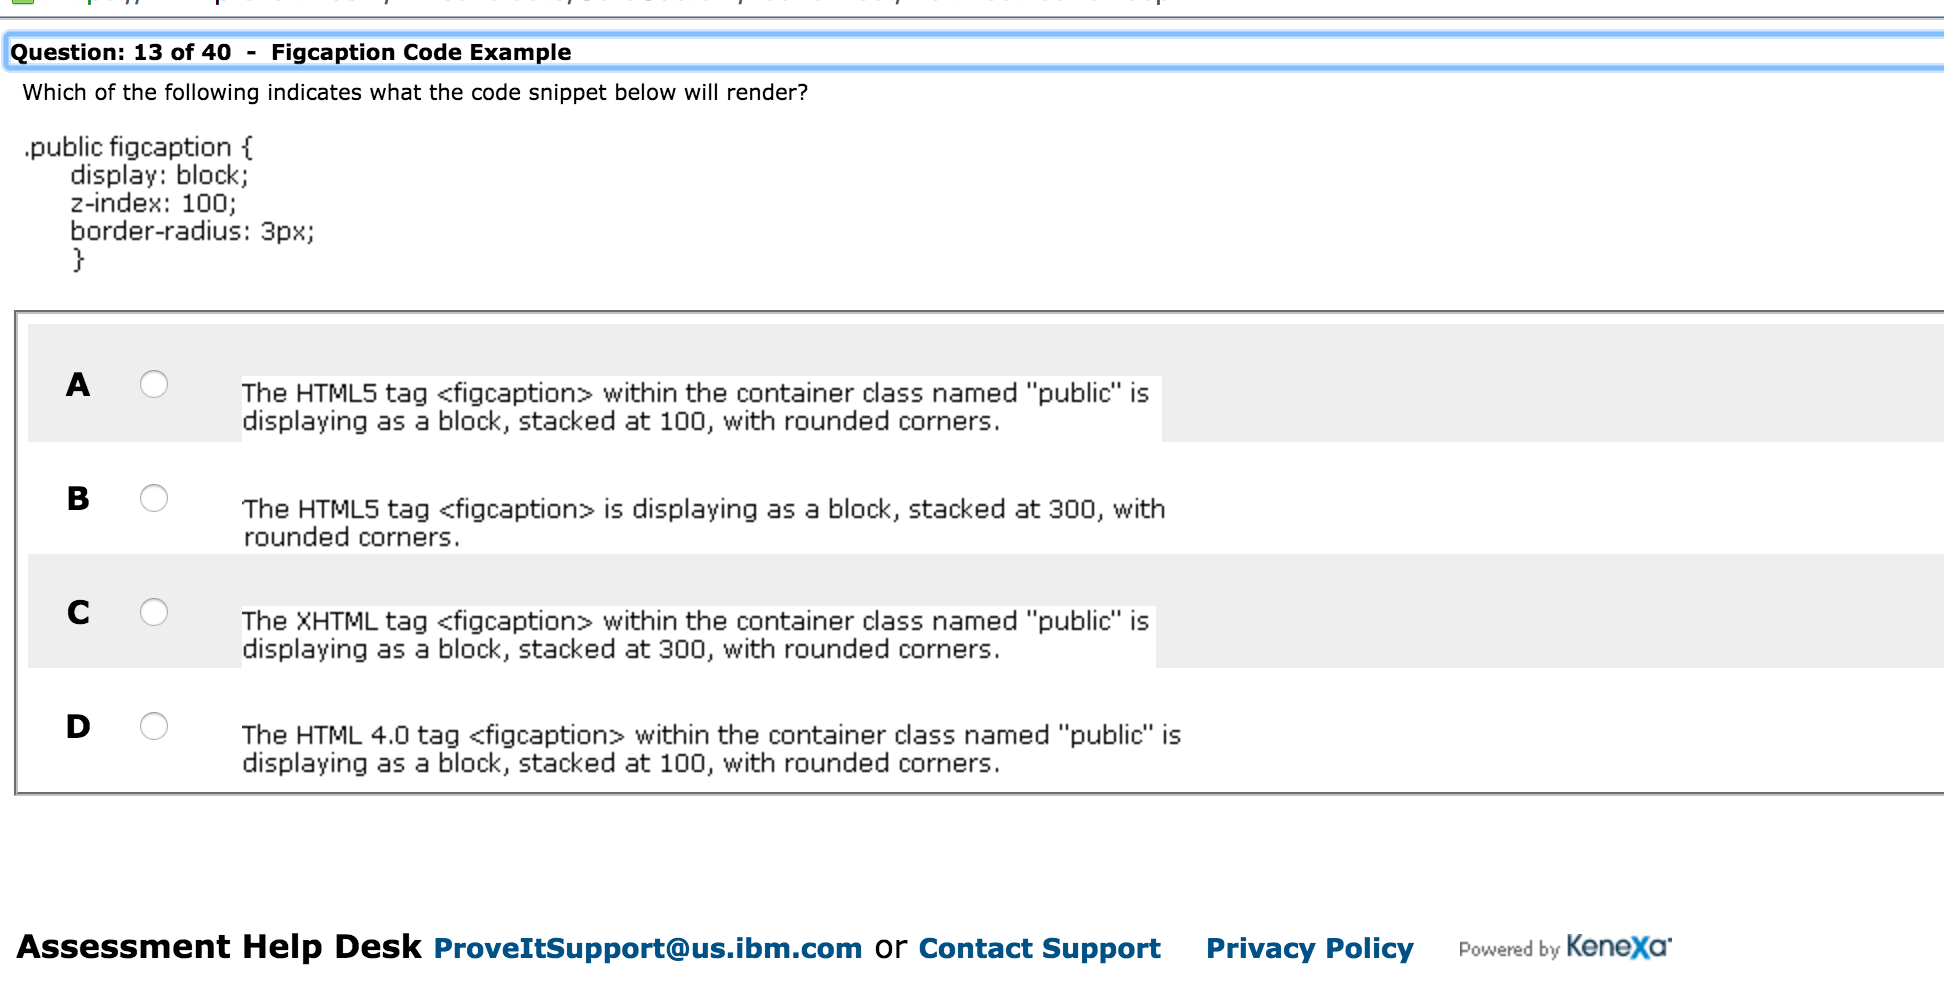 Question: 13 of 40 - Figcaption Code Example
Which of the following indicates what the code snippet below will render?
.public figcaption {
display: block;
z-index: 100;
border-radius: 3px;
}
A
The HTML5 tag <figcaption> within the container class named "public" is
displaying as a block, stacked at 100, with rounded corners.
B
The HTML5 tag <figcaption> is displaying as a block, stacked at 300, with
rounded corners.
C
The XHTML tag <figcaption> within the container class named "public" is
displaying as a block, stacked at 300, with rounded corners.
D
The HTML 4.0 tag <figcaption> within the container class named "public" is
displaying as a block, stacked at 100, with rounded corners.
Assessment Help Desk ProveItSupport@us.ibm.com or Contact Support Privacy Policy Powered by Kenexa